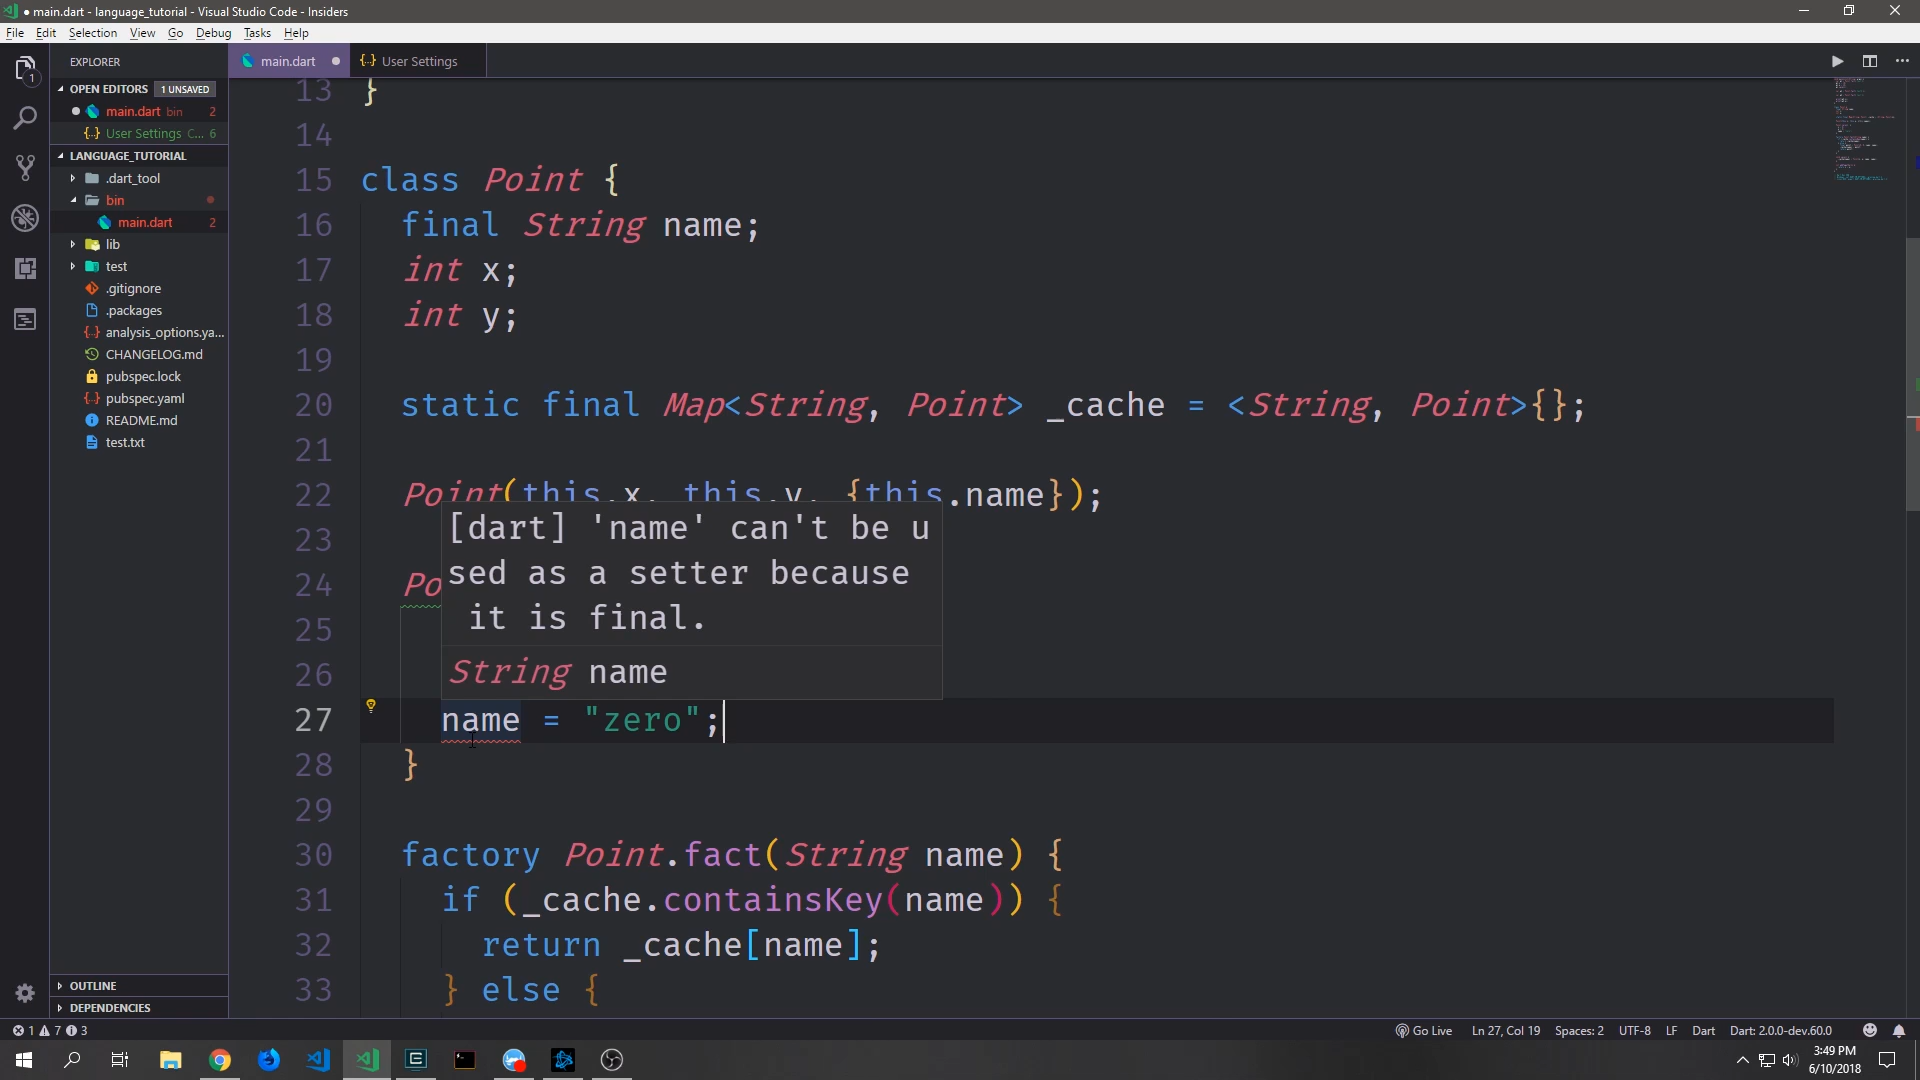 main.dart - language_tutorial - Visual Studio Code - Insiders
File Edit Selection View Go Debug Tasks Help
EXPLORER
main.dart
{··} User Settings
OPEN EDITORS 1 UNSAVED
main.dart bin 2
{··} User Settings C... 6
LANGUAGE_TUTORIAL
.dart_tool
bin
main.dart 2
lib
test
.gitignore
.packages
analysis_options.ya...
CHANGELOG.md
pubspec.lock
pubspec.yaml
README.md
test.txt
OUTLINE
DEPENDENCIES
1
13 }
14
15 class Point {
16 final String name;
17 int x;
18 int y;
19
20 static final Map<String, Point> _cache = <String, Point>{};
21
22 Point(this.x, this.y, {this.name});
23
24 Po
25
26
[dart] 'name' can't be u
sed as a setter because
it is final.
String name
27 name = "zero";
28 }
29
30 factory Point.fact(String name) {
31 if (_cache.containsKey(name)) {
32 return _cache[name];
33 } else {
1 7 3
Go Live Ln 27, Col 19 Spaces: 2 UTF-8 LF Dart Dart: 2.0.0-dev.60.0
3:49 PM
6/10/2018